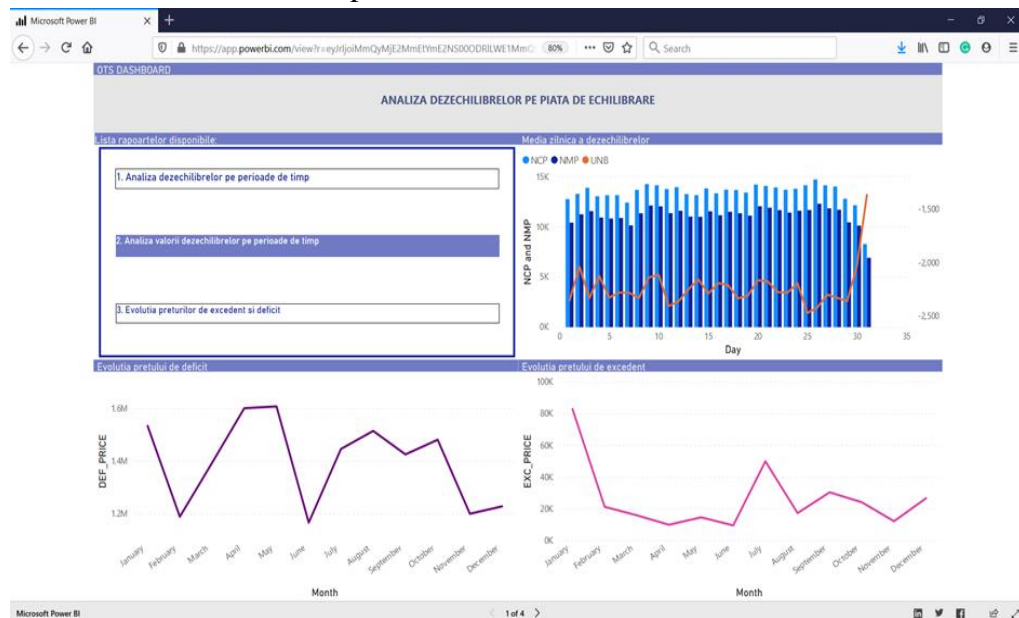 Microsoft Power BI
https://app.powerbi.com/view?r=
80%
Search
OTS DASHBOARD
ANALIZA DEZECHILIBRELOR PE PIATA DE ECHILIBRARE
Lista rapoartelor disponibile:
1. Analiza dezechilibrelor pe perioade de timp
2. Analiza valorii dezechilibrelor pe perioade de timp
3. Evolutia preturilor de excedent si deficit
Media zilnica a dezechilibrelor
NCP NMP UNB
15K
10K
5K
0K
NCP and NMP
-1,500
-2,000
-2,500
0 5 10 15 20 25 30 35
Day
Evolutia pretului de deficit
1.6M
1.4M
1.2M
DEF_PRICE
January February March April May June July August September October November December
Month
Evolutia pretului de excedent
100K
80K
60K
40K
20K
0K
EXC_PRICE
January February March April May June July August September October November December
Month
Microsoft Power BI
1 of 4